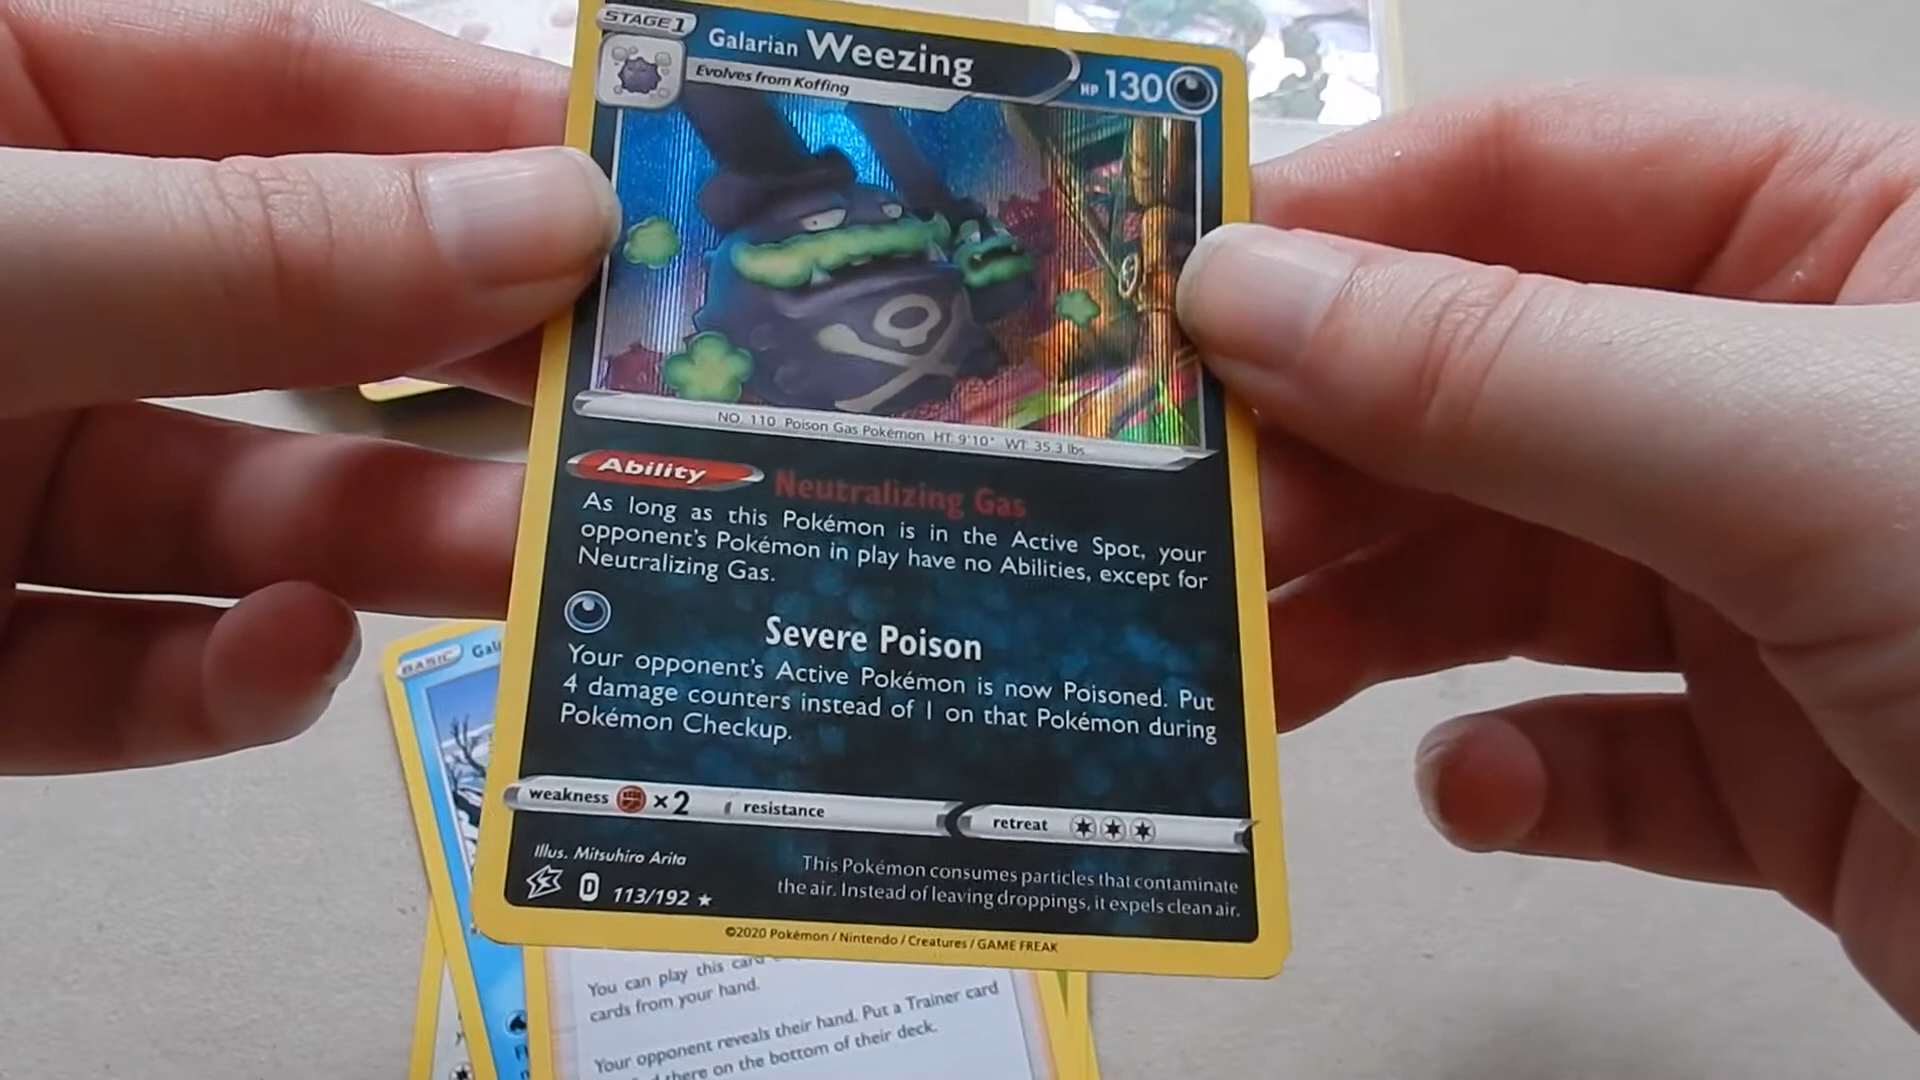 STAGE 1
Galarian Weezing
HP 130
Evolves from Koffing
NO. 110 Poison Gas Pokémon HT: 9'10" WT: 35.3 lbs.
Ability Neutralizing Gas
As long as this Pokémon is in the Active Spot, your
opponent's Pokémon in play have no Abilities, except for
Neutralizing Gas.
Severe Poison
Your opponent's Active Pokémon is now Poisoned. Put
4 damage counters instead of 1 on that Pokémon during
Pokémon Checkup.
weakness ×2 resistance retreat
Illus. Mitsuhiro Arita
This Pokémon consumes particles that contaminate
the air. Instead of leaving droppings, it expels clean air.
D 113/192 ★
©2020 Pokémon / Nintendo / Creatures / GAME FREAK
BASIC
You can play this card
cards from your hand.
Your opponent reveals their hand. Put a Trainer card
there on the bottom of their deck.